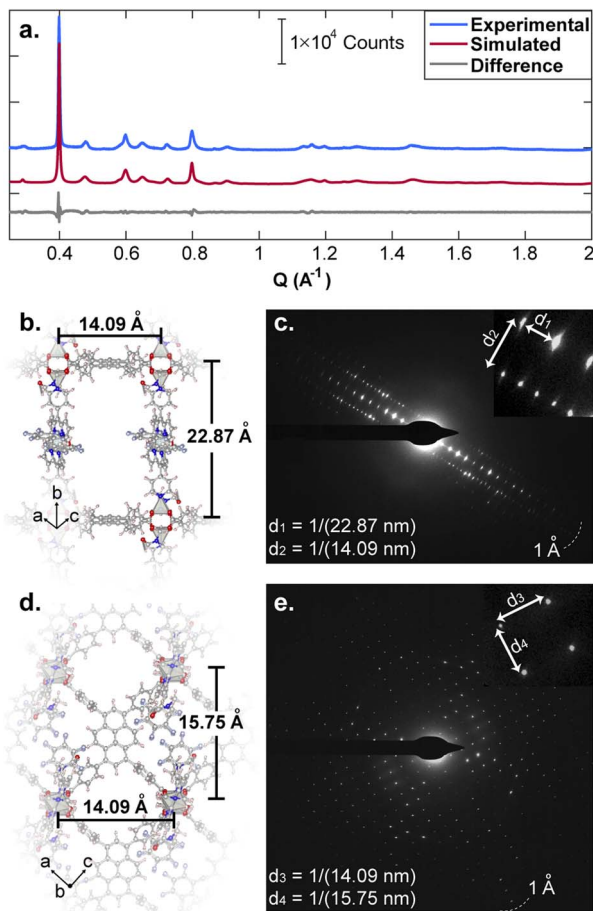 a.
1×10⁴ Counts
Experimental
Simulated
Difference
0.4 0.6 0.8 1 1.2 1.4 1.6 1.8 2
Q (A⁻¹)
b.
14.09 Å
22.87 Å
b
a c
c.
d₁
d₂
d₁ = 1/(22.87 nm)
d₂ = 1/(14.09 nm)
1 Å
d.
15.75 Å
14.09 Å
a c
b
e.
d₃
d₄
d₃ = 1/(14.09 nm)
d₄ = 1/(15.75 nm)
1 Å